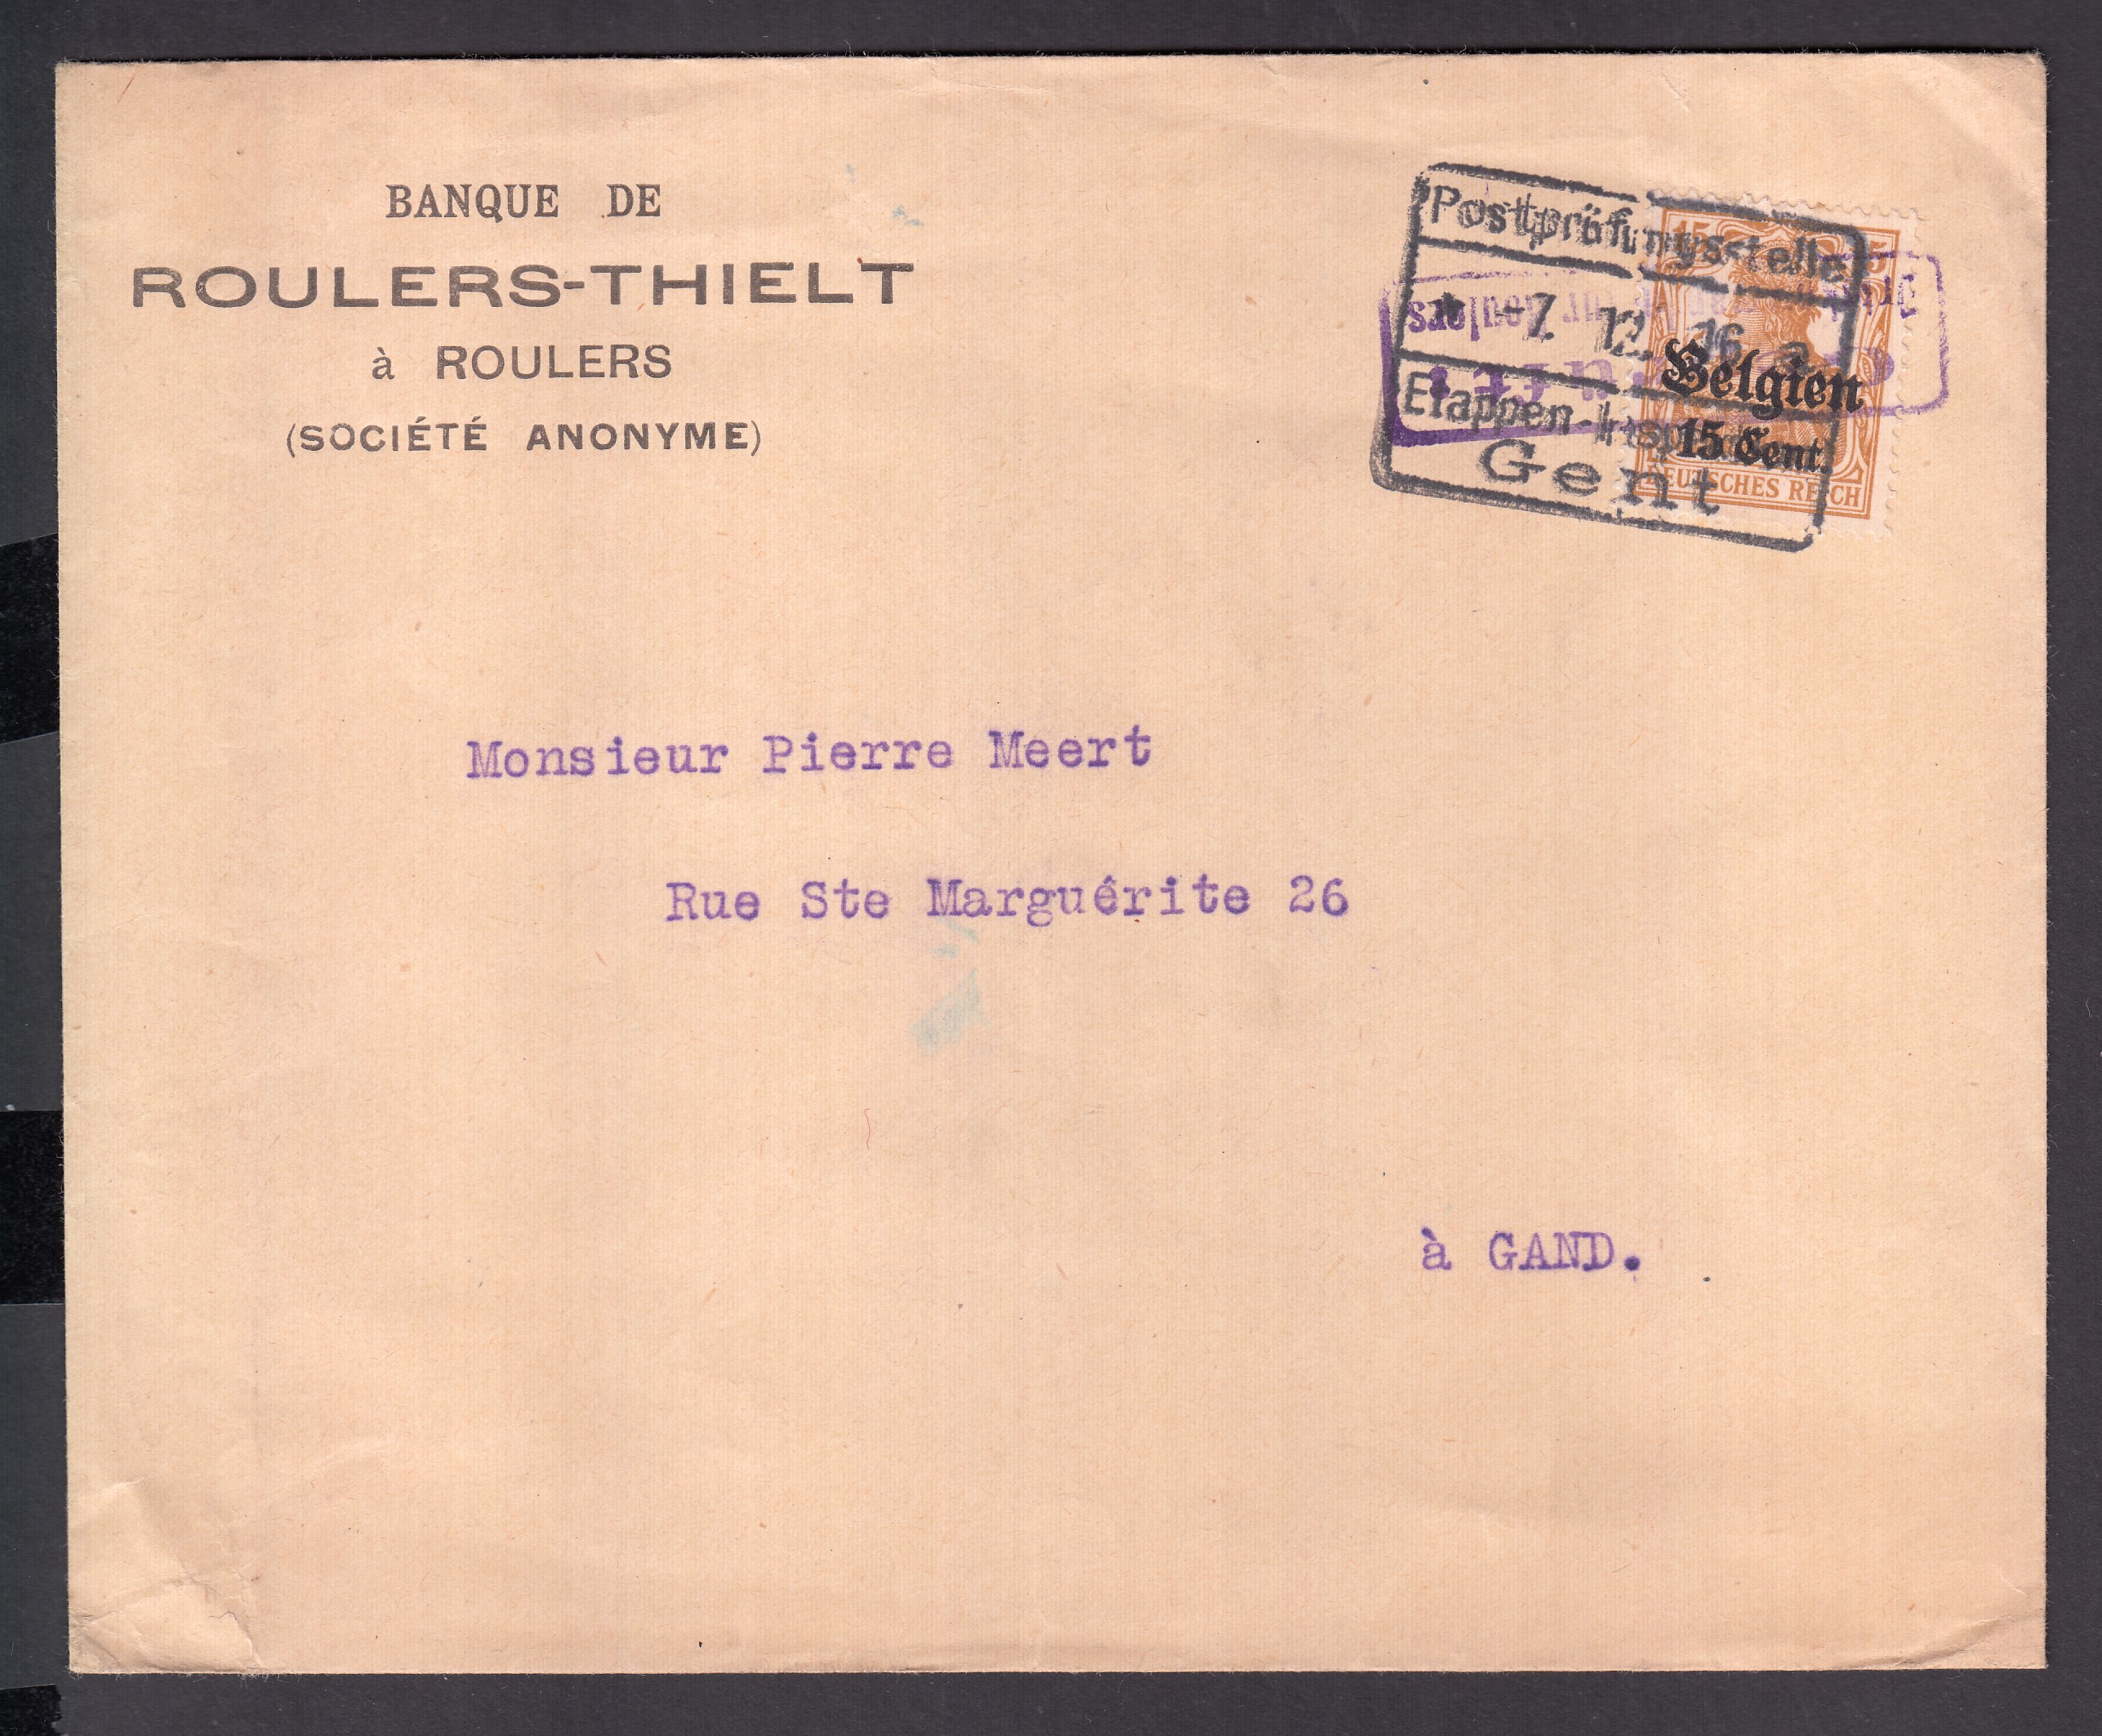 BANQUE DE
ROULERS-THIELT
à ROULERS
(SOCIÉTÉ ANONYME)
Postprüfungsstelle
-7. 12. 16
Etappen-
Gent
Belgien
15 Cent.
DEUTSCHES REICH
Monsieur Pierre Meert
Rue Ste Marguérite 26
à GAND.